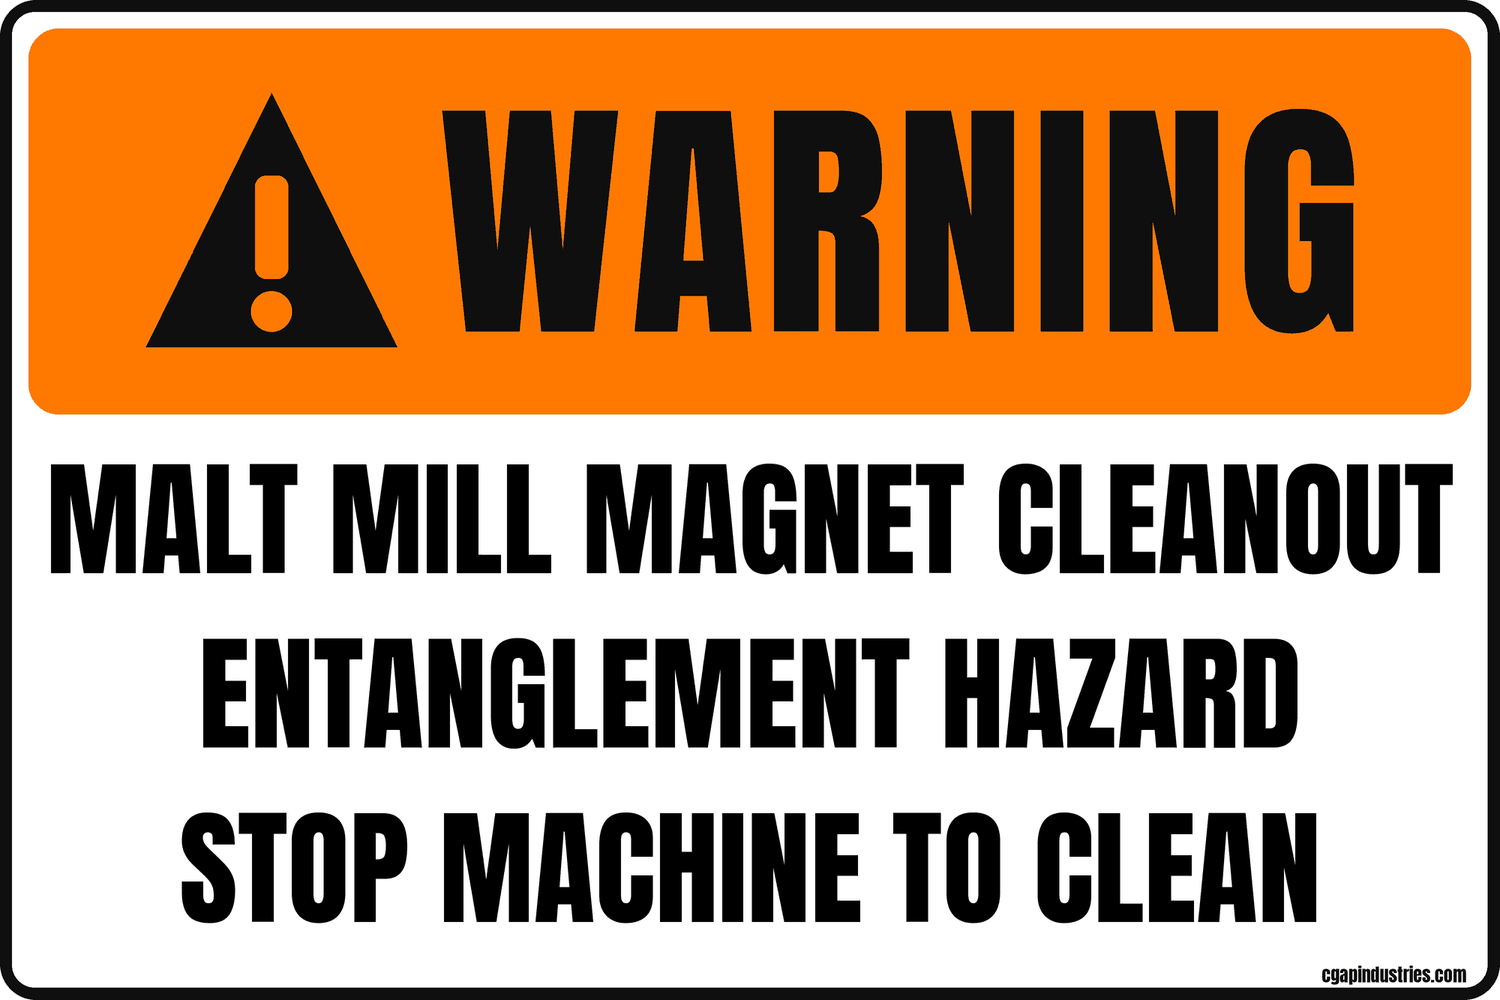 WARNING
MALT MILL MAGNET CLEANOUT
ENTANGLEMENT HAZARD
STOP MACHINE TO CLEAN
cgapindustries.com